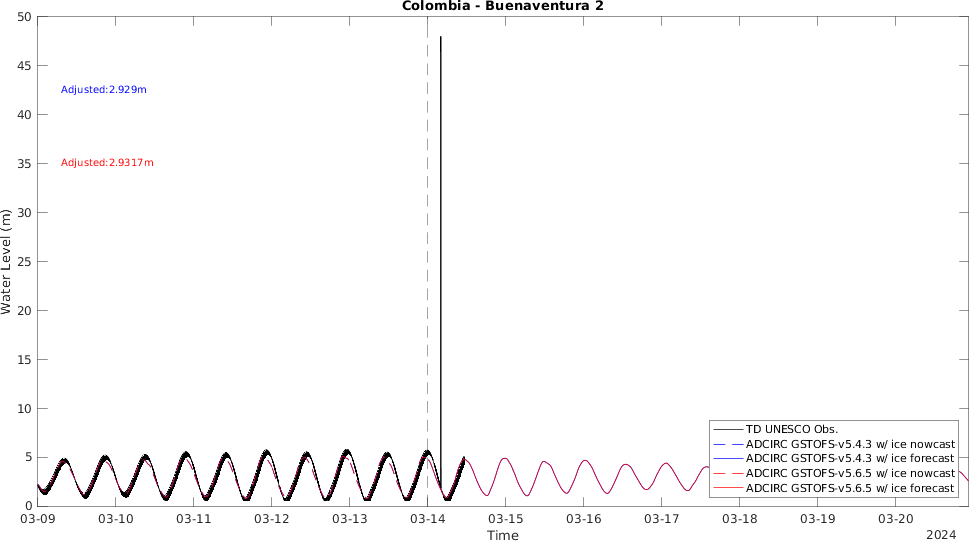 Colombia - Buenaventura 2
50
45
40
35
30
25
20
15
10
5
0
Water Level (m)
Adjusted:2.929m
Adjusted:2.9317m
TD UNESCO Obs.
ADCIRC GSTOFS-v5.4.3 w/ ice nowcast
ADCIRC GSTOFS-v5.4.3 w/ ice forecast
ADCIRC GSTOFS-v5.6.5 w/ ice nowcast
ADCIRC GSTOFS-v5.6.5 w/ ice forecast
03-09 03-10 03-11 03-12 03-13 03-14 03-15 03-16 03-17 03-18 03-19 03-20
Time
2024